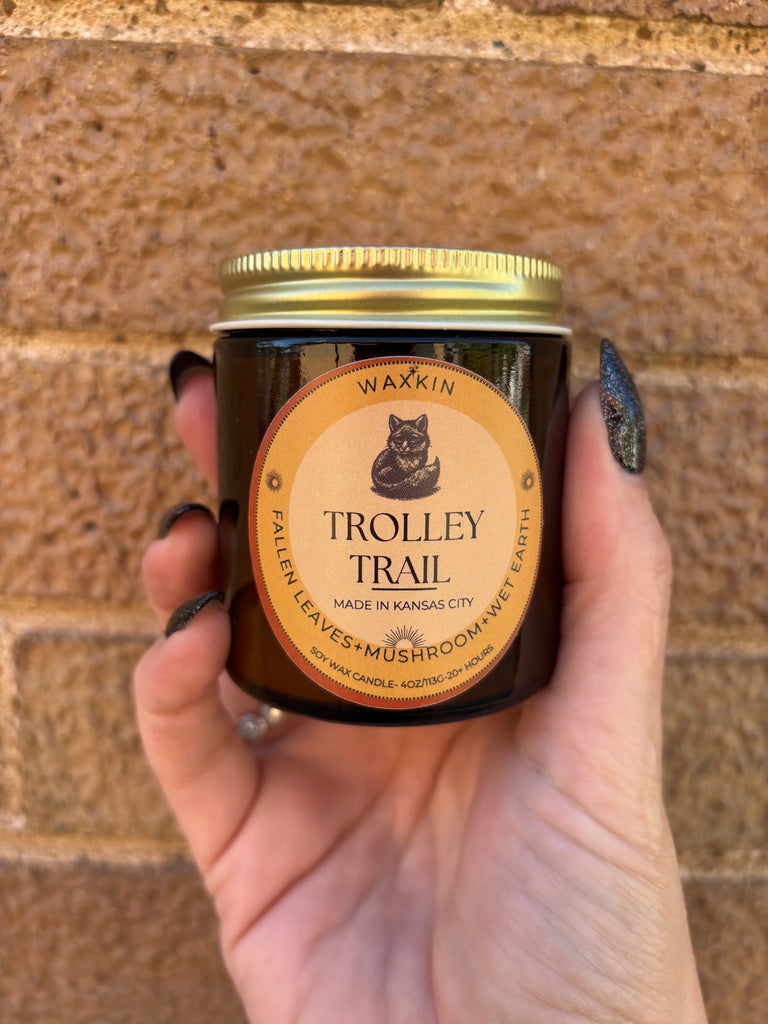 WAXKIN
TROLLEY
TRAIL
MADE IN KANSAS CITY
FALLEN LEAVES+MUSHROOM+WET EARTH
SOY WAX CANDLE- 4OZ/113G-20+ HOURS